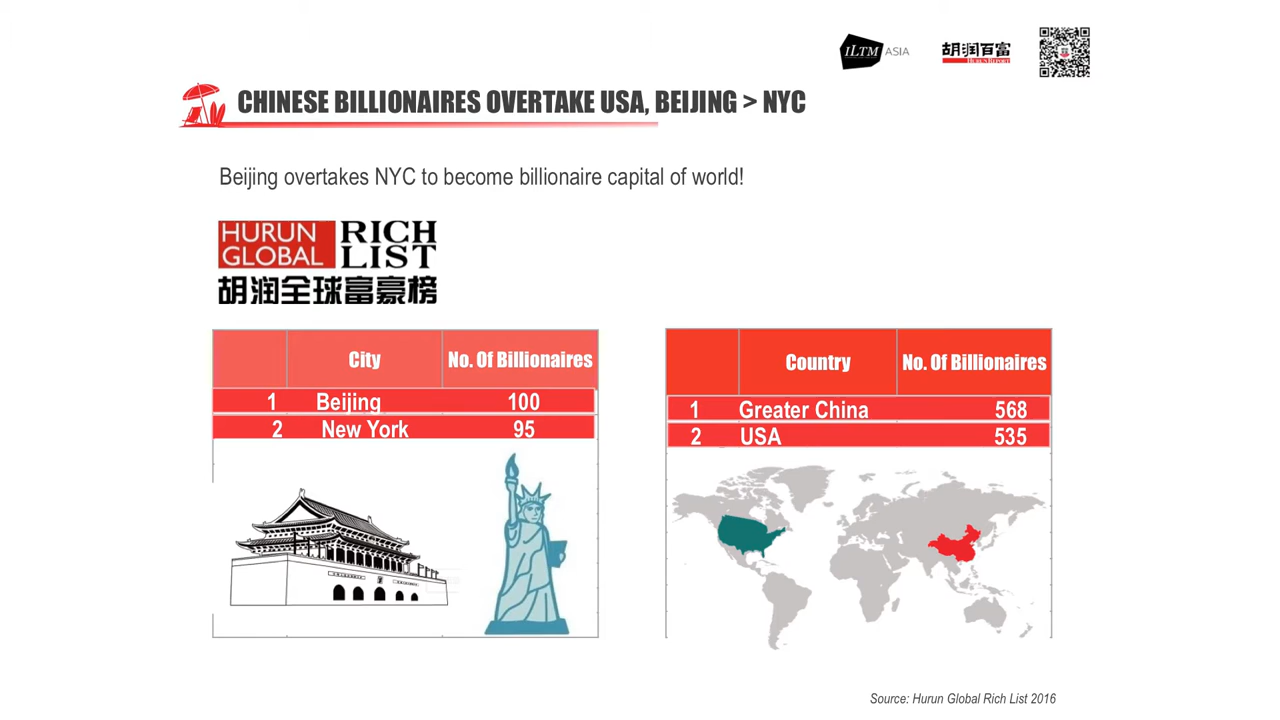 iLTM ASIA
胡润百富
HURUN REPORT
CHINESE BILLIONAIRES OVERTAKE USA, BEIJING > NYC
Beijing overtakes NYC to become billionaire capital of world!
HURUN RICH
GLOBAL LIST
胡润全球富豪榜
City No. Of Billionaires
1 Beijing 100
2 New York 95
Country No. Of Billionaires
1 Greater China 568
2 USA 535
Source: Hurun Global Rich List 2016